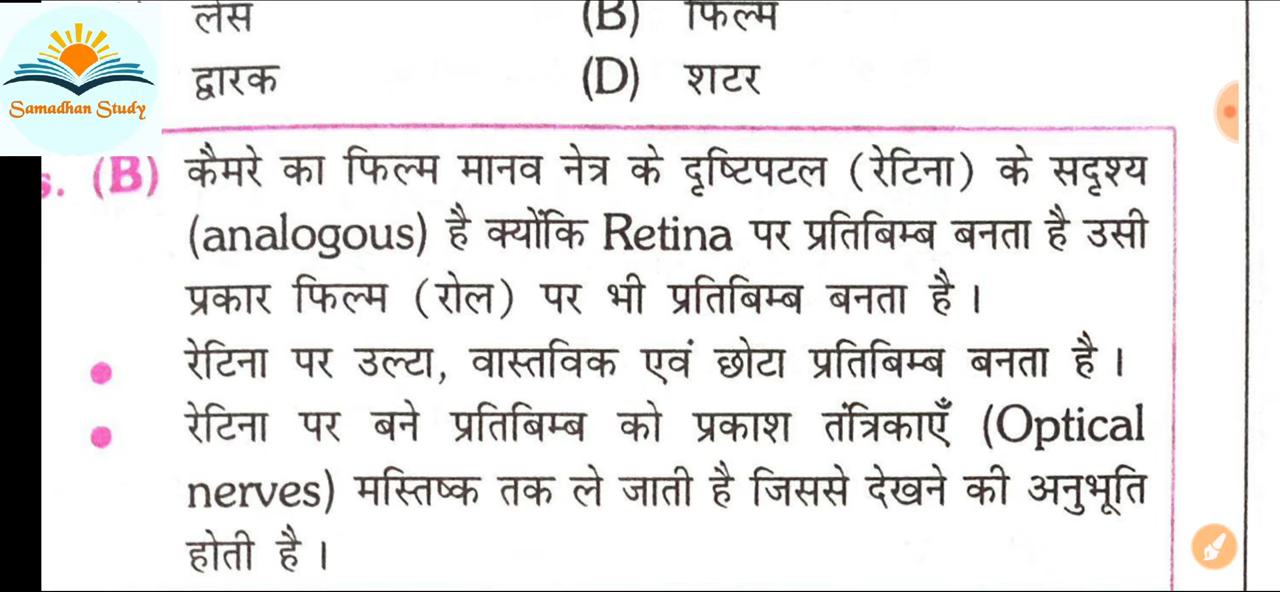 लेंस (B) फिल्म
द्वारक (D) शटर
Samadhan Study
(B) कैमरे का फिल्म मानव नेत्र के दृष्टिपटल (रेटिना) के सदृश्य
(analogous) है क्योंकि Retina पर प्रतिबिम्ब बनता है उसी
प्रकार फिल्म (रोल) पर भी प्रतिबिम्ब बनता है।
रेटिना पर उल्टा, वास्तविक एवं छोटा प्रतिबिम्ब बनता है।
रेटिना पर बने प्रतिबिम्ब को प्रकाश तंत्रिकाएँ (Optical
nerves) मस्तिष्क तक ले जाती है जिससे देखने की अनुभूति
होती है।